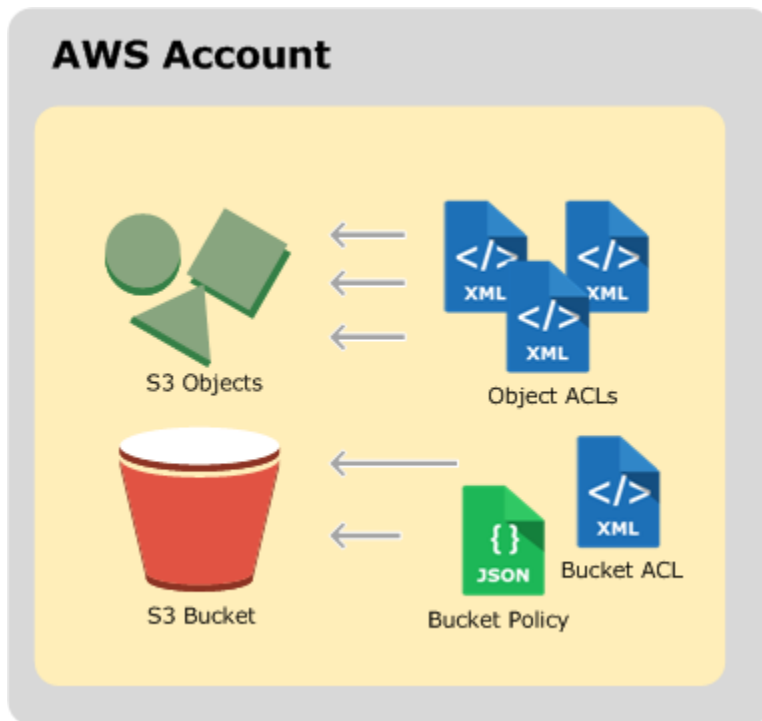 AWS Account
</>
XML
</>
XML
</>
XML
S3 Objects
Object ACLs
</>
XML
{ }
JSON
Bucket ACL
S3 Bucket
Bucket Policy